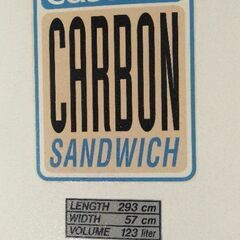 CARBON
SANDWICH
LENGTH 293 cm
WIDTH 57 cm
VOLUME 123 liter